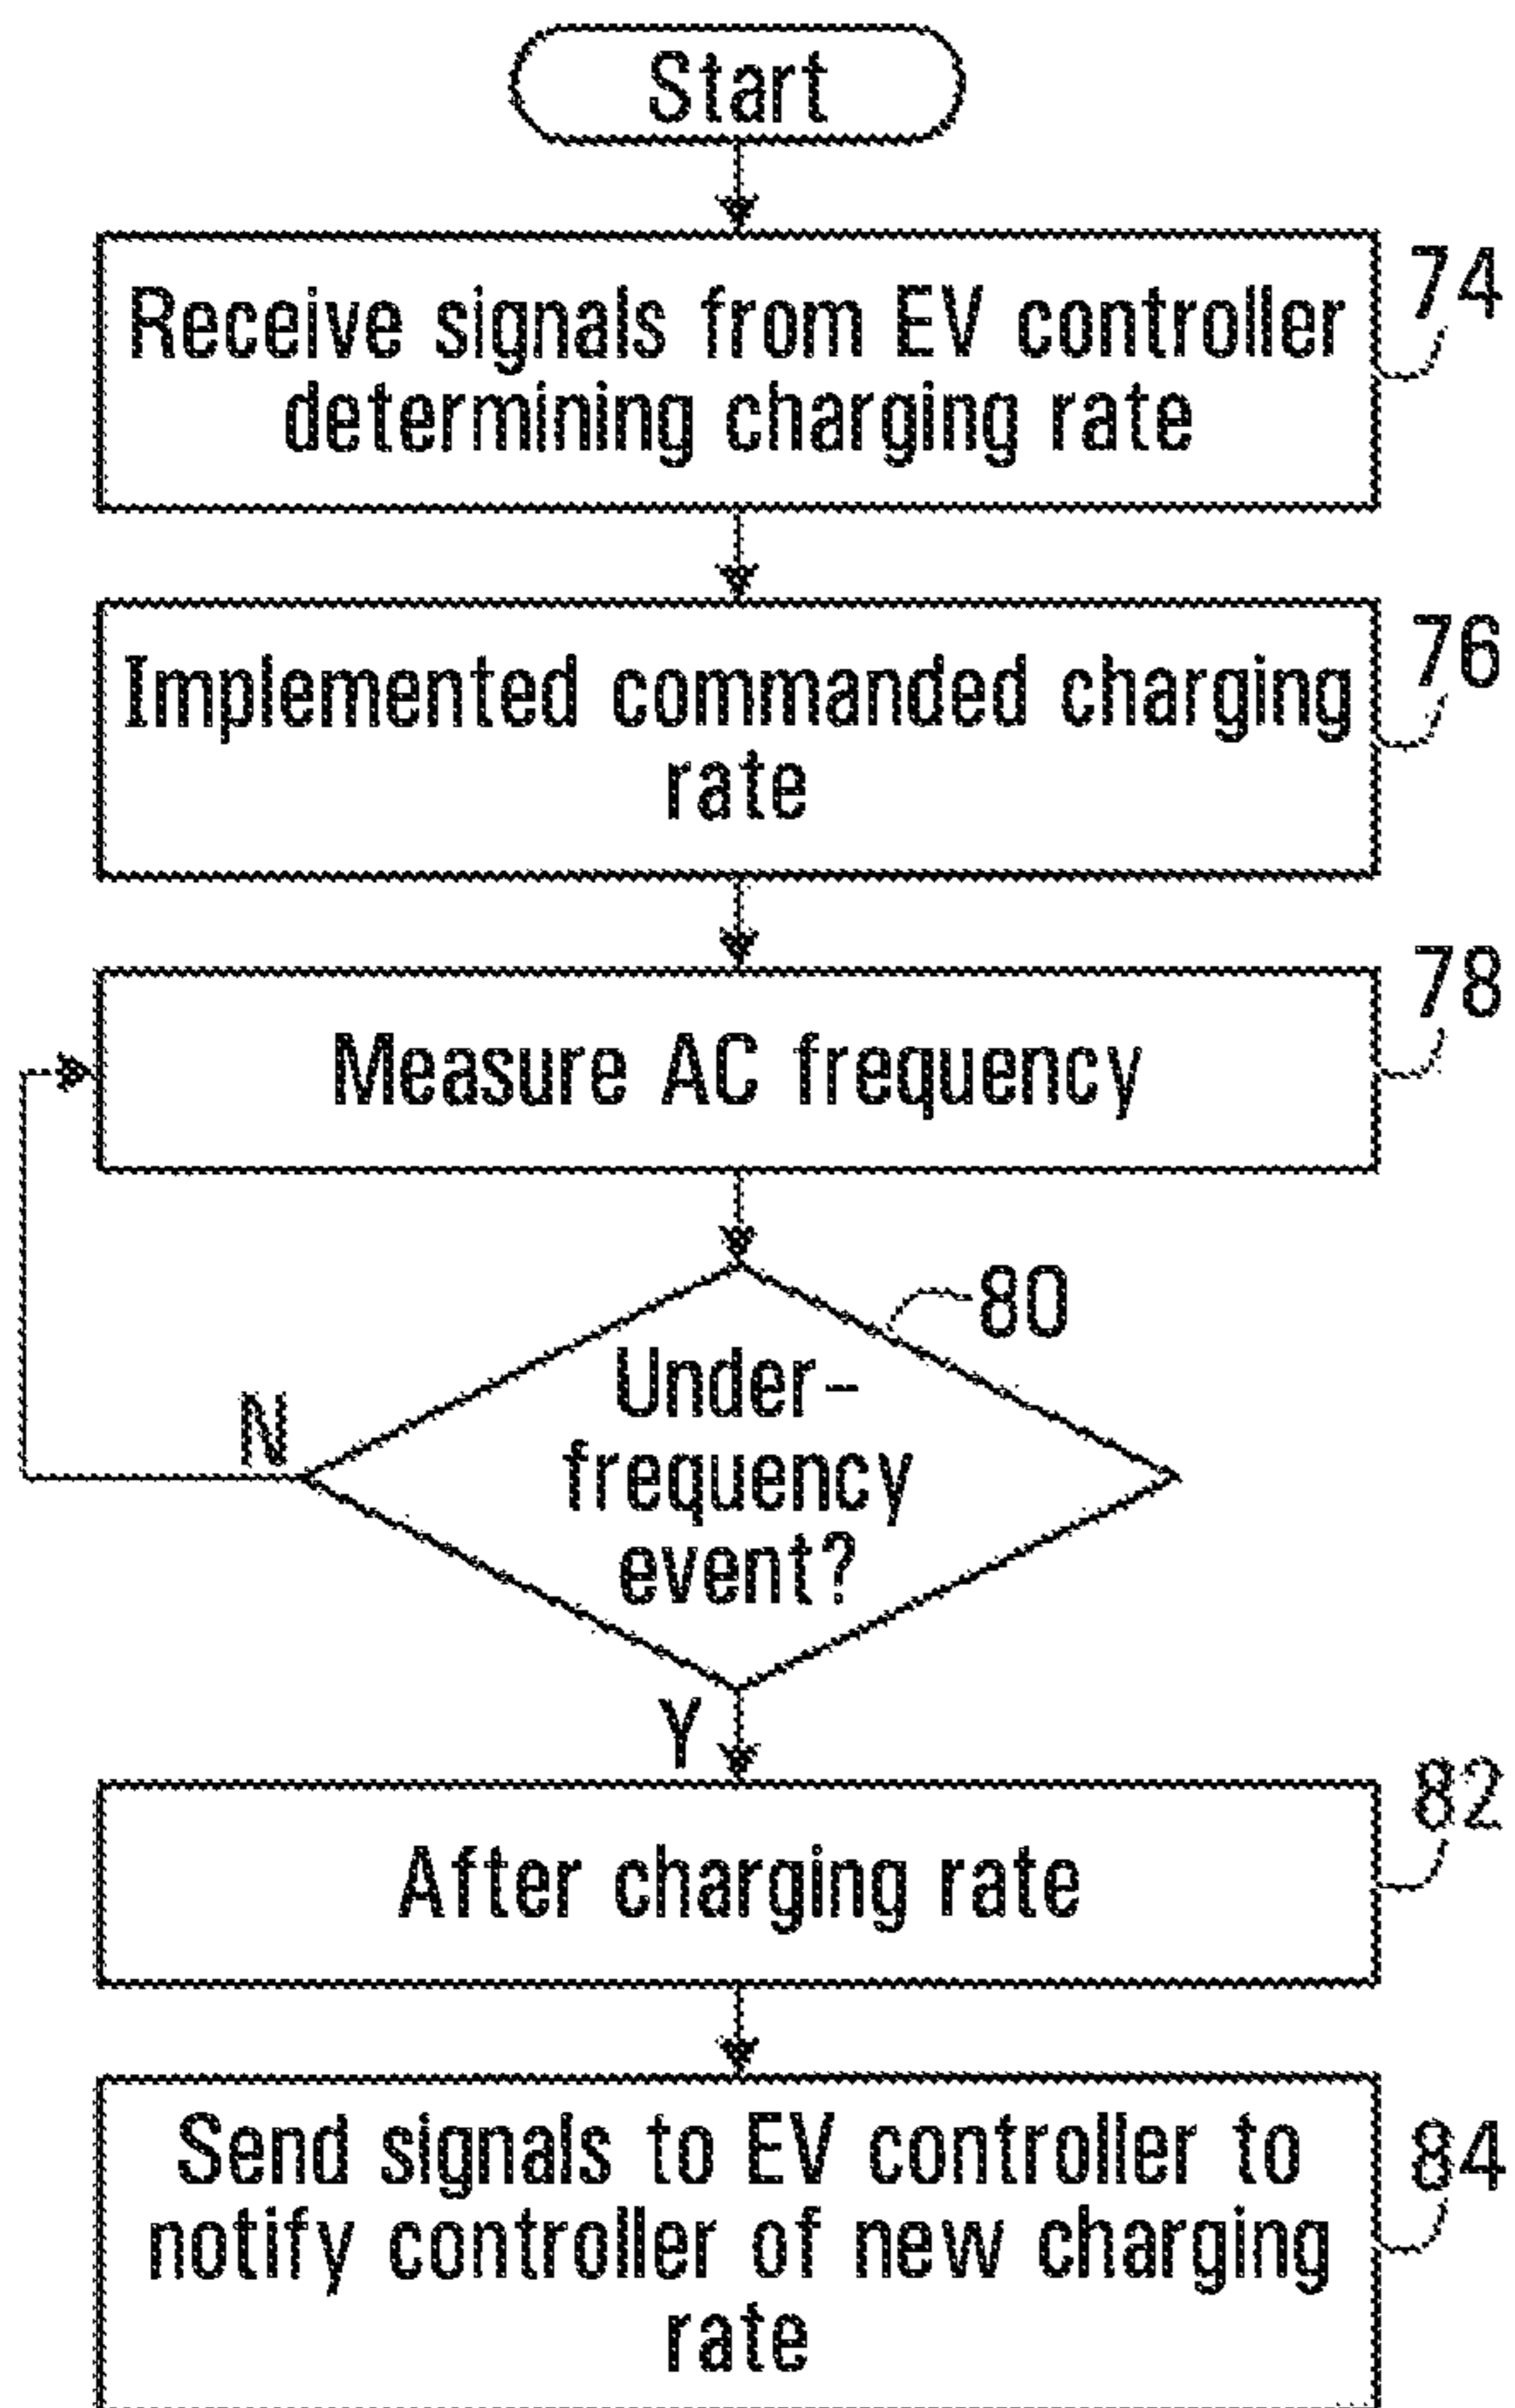 Start
Receive signals from EV controller
determining charging rate
74
Implemented commanded charging
rate
76
Measure AC frequency
78
Under-
frequency
event?
80
N
Y
After charging rate
82
Send signals to EV controller to
notify controller of new charging
rate
84